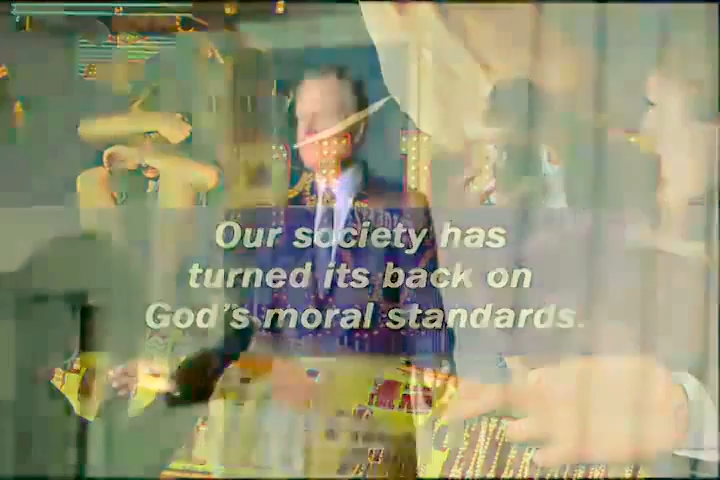 Our society has
turned its back on
God's moral standards.